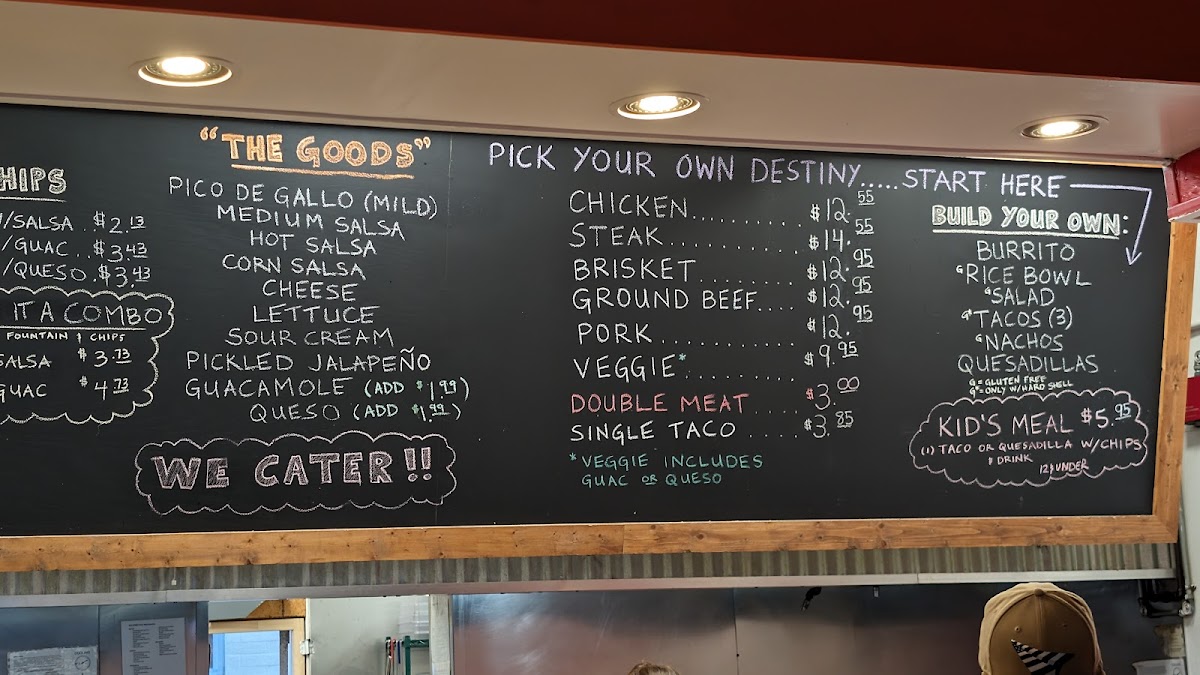 HIPS
/SALSA .. $2.13
/GUAC .. $3.43
/QUESO . $3.43
IT A COMBO
FOUNTAIN & CHIPS
SALSA $3.73
GUAC $4.73
"THE GOODS"
PICO DE GALLO (MILD)
MEDIUM SALSA
HOT SALSA
CORN SALSA
CHEESE
LETTUCE
SOUR CREAM
PICKLED JALAPEÑO
GUACAMOLE (ADD $1.99)
QUESO (ADD $1.99)
WE CATER!!
PICK YOUR OWN DESTINY.....START HERE
CHICKEN.......... $12.55
STEAK............ $14.55
BRISKET.......... $12.95
GROUND BEEF.... $12.95
PORK............ $12.95
VEGGIE*.......... $9.95
DOUBLE MEAT..... $3.00
SINGLE TACO ..... $3.85
*VEGGIE INCLUDES
GUAC OR QUESO
BUILD YOUR OWN:
BURRITO
G RICE BOWL
G SALAD
G* TACOS (3)
G NACHOS
QUESADILLAS
G = GLUTEN FREE
G* = ONLY W/HARD SHELL
KID'S MEAL $5.95
(1) TACO OR QUESADILLA W/CHIPS
& DRINK
12 & UNDER